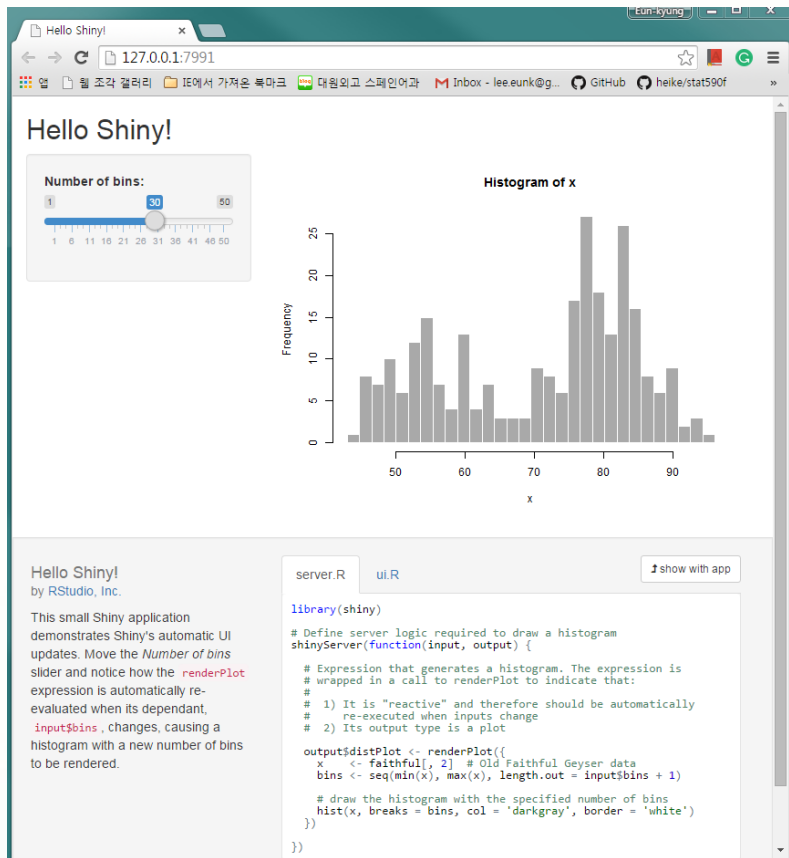 Eun-kyung
Hello Shiny!
127.0.0.1:7991
앱 웹 조각 갤러리 IE에서 가져온 북마크 blog 대원외고 스페인어과 Inbox - lee.eunk@g... GitHub heike/stat590f »
Hello Shiny!
Number of bins:
1 30 50
1 6 11 16 21 26 31 36 41 46 50
Histogram of x
Frequency
25
20
15
10
5
0
50 60 70 80 90
x
Hello Shiny!
by RStudio, Inc.
This small Shiny application
demonstrates Shiny's automatic UI
updates. Move the Number of bins
slider and notice how the renderPlot
expression is automatically re-
evaluated when its dependant,
input$bins , changes, causing a
histogram with a new number of bins
to be rendered.
server.R ui.R show with app
library(shiny)
# Define server logic required to draw a histogram
shinyServer(function(input, output) {
# Expression that generates a histogram. The expression is
# wrapped in a call to renderPlot to indicate that:
#
# 1) It is "reactive" and therefore should be automatically
# re-executed when inputs change
# 2) Its output type is a plot
output$distPlot <- renderPlot({
x <- faithful[, 2] # Old Faithful Geyser data
bins <- seq(min(x), max(x), length.out = input$bins + 1)
# draw the histogram with the specified number of bins
hist(x, breaks = bins, col = 'darkgray', border = 'white')
})
})